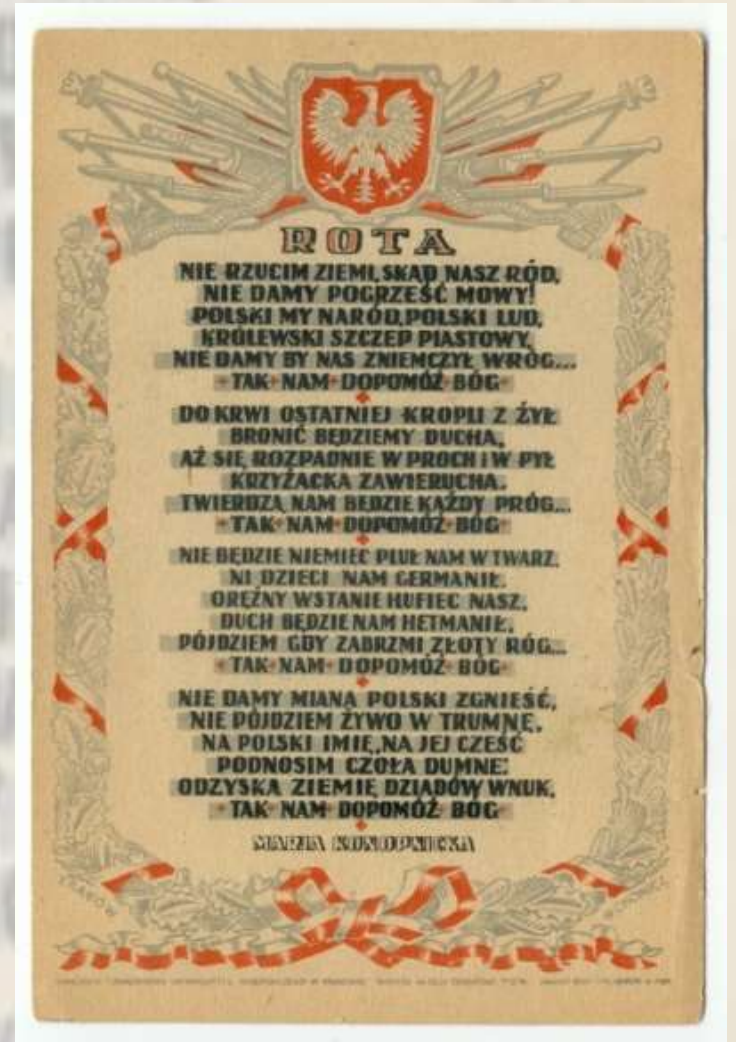 ROTA
NIE RZUCIM ZIEMI, SKĄD NASZ RÓD,
NIE DAMY POGRZEŚĆ MOWY!
POLSKI MY NARÓD, POLSKI LUD,
KRÓLEWSKI SZCZEP PIASTOWY,
NIE DAMY BY NAS ZNIEMCZYŁ WRÓG...
TAK NAM DOPOMÓŻ BÓG
DO KRWI OSTATNIEJ KROPLI Z ŻYŁ
BRONIĆ BĘDZIEMY DUCHA,
AŻ SIĘ ROZPADNIE W PROCH I W PYŁ
KRZYŻACKA ZAWIERUCHA.
TWIERDZĄ NAM BĘDZIE KAŻDY PRÓG...
TAK NAM DOPOMÓŻ BÓG
NIE BĘDZIE NIEMIEC PLUŁ NAM W TWARZ,
NI DZIECI NAM GERMANIŁ.
ORĘŻNY WSTANIE HUFIEC NASZ,
DUCH BĘDZIE NAM HETMANIŁ,
PÓJDZIEM GDY ZABRZMI ZŁOTY RÓG...
TAK NAM DOPOMÓŻ BÓG
NIE DAMY MIANA POLSKI ZGNIEŚĆ,
NIE PÓJDZIEM ŻYWO W TRUMNĘ.
NA POLSKI IMIĘ, NA JEJ CZEŚĆ
PODNOSIM CZOŁA DUMNE.
ODZYSKA ZIEMIĘ DZIADÓW WNUK,
TAK NAM DOPOMÓŻ BÓG
MARIA KONOPNICKA
KRAKÓW